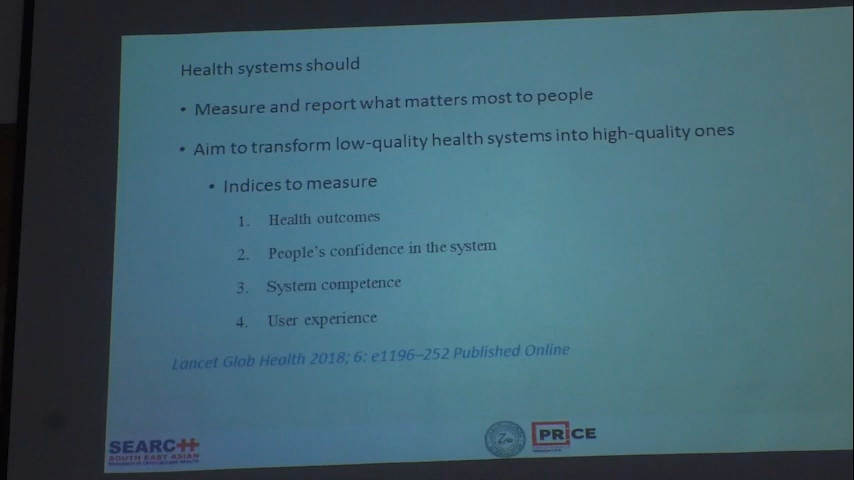 Health systems should
• Measure and report what matters most to people
• Aim to transform low-quality health systems into high-quality ones
• Indices to measure
1. Health outcomes
2. People's confidence in the system
3. System competence
4. User experience
Lancet Glob Health 2018; 6: e1196–252 Published Online
SEARCH
SOUTH EAST ASIAN
PRiCE